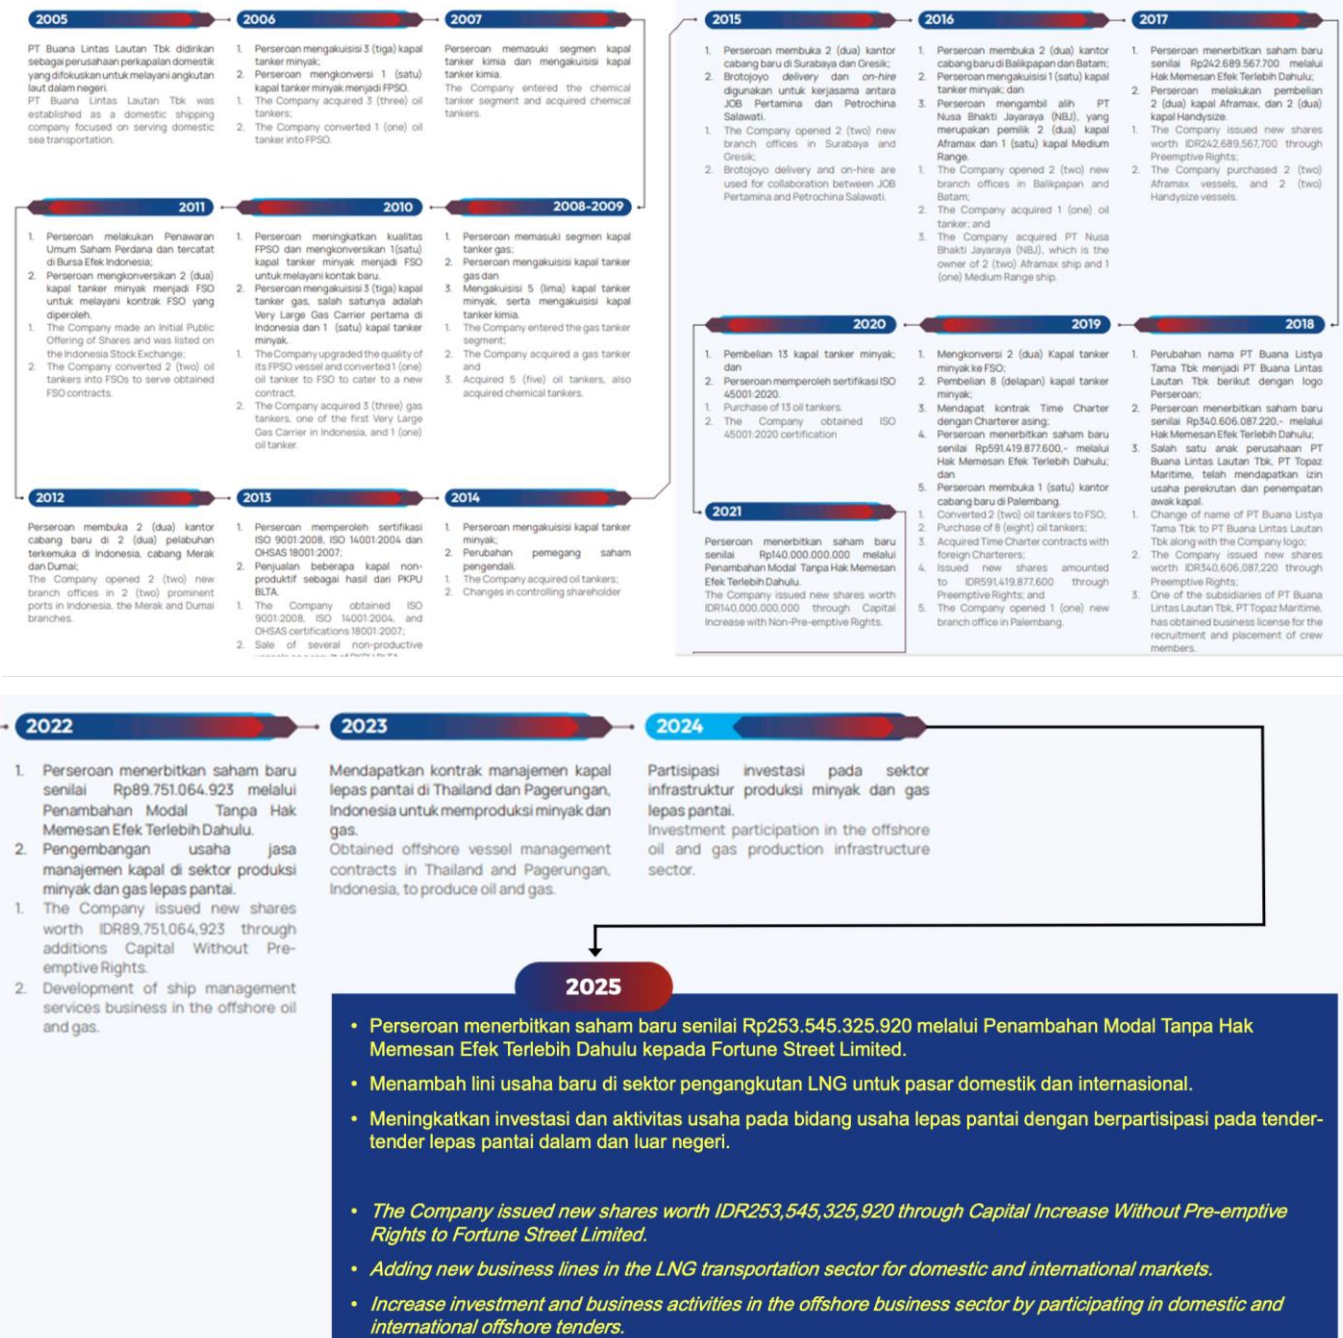 2005
PT Buana Lintas Lautan Tbk didirikan
sebagai perusahaan perkapalan domestik
yang difokuskan untuk melayani angkutan
laut dalam negeri.
PT Buana Lintas Lautan Tbk was
established as a domestic shipping
company focused on serving domestic
sea transportation.
2006
1. Perseroan mengakuisisi 3 (tiga) kapal
tanker minyak;
2. Perseroan mengkonversi 1 (satu)
kapal tanker minyak menjadi FPSO.
1. The Company acquired 3 (three) oil
tankers;
2. The Company converted 1 (one) oil
tanker into FPSO.
2007
Perseroan memasuki segmen kapal
tanker kimia dan mengakuisisi kapal
tanker kimia.
The Company entered the chemical
tanker segment and acquired chemical
tankers.
2008-2009
1. Perseroan memasuki segmen kapal
tanker gas;
2. Perseroan mengakuisisi kapal tanker
gas dan
3. Mengakuisisi 5 (lima) kapal tanker
minyak, serta mengakuisisi kapal
tanker kimia.
1. The Company entered the gas tanker
segment;
2. The Company acquired a gas tanker
and
3. Acquired 5 (five) oil tankers, also
acquired chemical tankers.
2010
1. Perseroan meningkatkan kualitas
FPSO dan mengkonversikan 1(satu)
kapal tanker minyak menjadi FSO
untuk melayani kontak baru.
2. Perseroan mengakuisisi 3 (tiga) kapal
tanker gas, salah satunya adalah
Very Large Gas Carrier pertama di
Indonesia dan 1 (satu) kapal tanker
minyak.
1. The Company upgraded the quality of
its FPSO vessel and converted 1 (one)
oil tanker to FSO to cater to a new
contract.
2. The Company acquired 3 (three) gas
tankers, one of the first Very Large
Gas Carrier in Indonesia, and 1 (one)
oil tanker.
2011
1. Perseroan melakukan Penawaran
Umum Saham Perdana dan tercatat
di Bursa Efek Indonesia;
2. Perseroan mengkonversikan 2 (dua)
kapal tanker minyak menjadi FSO
untuk melayani kontrak FSO yang
diperoleh.
1. The Company made an Initial Public
Offering of Shares and was listed on
the Indonesia Stock Exchange;
2. The Company converted 2 (two) oil
tankers into FSOs to serve obtained
FSO contracts.
2012
Perseroan membuka 2 (dua) kantor
cabang baru di 2 (dua) pelabuhan
terkemuka di Indonesia, cabang Merak
dan Dumai;
The Company opened 2 (two) new
branch offices in 2 (two) prominent
ports in Indonesia, the Merak and Dumai
branches.
2013
1. Perseroan memperoleh sertifikasi
ISO 9001:2008, ISO 14001:2004 dan
OHSAS 18001:2007;
2. Penjualan beberapa kapal non-
produktif sebagai hasil dari PKPU
BLTA.
1. The Company obtained ISO
9001:2008, ISO 14001:2004, and
OHSAS certifications 18001:2007;
2. Sale of several non-productive
2014
1. Perseroan mengakuisisi kapal tanker
minyak;
2. Perubahan pemegang saham
pengendali.
1. The Company acquired oil tankers;
2. Changes in controlling shareholder
2015
1. Perseroan membuka 2 (dua) kantor
cabang baru di Surabaya dan Gresik;
2. Brotojoyo delivery dan on-hire
digunakan untuk kerjasama antara
JOB Pertamina dan Petrochina
Salawati.
1. The Company opened 2 (two) new
branch offices in Surabaya and
Gresik;
2. Brotojoyo delivery and on-hire are
used for collaboration between JOB
Pertamina and Petrochina Salawati.
2016
1. Perseroan membuka 2 (dua) kantor
cabang baru di Balikpapan dan Batam;
2. Perseroan mengakuisisi 1 (satu) kapal
tanker minyak; dan
3. Perseroan mengambil alih PT
Nusa Bhakti Jayaraya (NBJ), yang
merupakan pemilik 2 (dua) kapal
Aframax dan 1 (satu) kapal Medium
Range.
1. The Company opened 2 (two) new
branch offices in Balikpapan and
Batam;
2. The Company acquired 1 (one) oil
tanker; and
3. The Company acquired PT Nusa
Bhakti Jayaraya (NBJ), which is the
owner of 2 (two) Aframax ship and 1
(one) Medium Range ship.
2017
1. Perseroan menerbitkan saham baru
senilai Rp242.689.567.700 melalui
Hak Memesan Efek Terlebih Dahulu;
2. Perseroan melakukan pembelian
2 (dua) kapal Aframax, dan 2 (dua)
kapal Handysize.
1. The Company issued new shares
worth IDR242,689,567,700 through
Preemptive Rights;
2. The Company purchased 2 (two)
Aframax vessels, and 2 (two)
Handysize vessels.
2018
1. Perubahan nama PT Buana Listya
Tama Tbk menjadi PT Buana Lintas
Lautan Tbk berikut dengan logo
Perseroan;
2. Perseroan menerbitkan saham baru
senilai Rp340.606.087.220,- melalui
Hak Memesan Efek Terlebih Dahulu;
3. Salah satu anak perusahaan PT
Buana Lintas Lautan Tbk, PT Topaz
Maritime, telah mendapatkan izin
usaha perekrutan dan penempatan
awak kapal.
1. Change of name of PT Buana Listya
Tama Tbk to PT Buana Lintas Lautan
Tbk along with the Company logo;
2. The Company issued new shares
worth IDR340,606,087,220 through
Preemptive Rights;
3. One of the subsidiaries of PT Buana
Lintas Lautan Tbk, PT Topaz Maritime,
has obtained business license for the
recruitment and placement of crew
members.
2019
1. Mengkonversi 2 (dua) Kapal tanker
minyak ke FSO;
2. Pembelian 8 (delapan) kapal tanker
minyak;
3. Mendapat kontrak Time Charter
dengan Charterer asing;
4. Perseroan menerbitkan saham baru
senilai Rp591.419.877.600,- melalui
Hak Memesan Efek Terlebih Dahulu;
dan
5. Perseroan membuka 1 (satu) kantor
cabang baru di Palembang.
1. Converted 2 (two) oil tankers to FSO;
2. Purchase of 8 (eight) oil tankers;
3. Acquired Time Charter contracts with
foreign Charterers;
4. Issued new shares amounted
to IDR591,419,877,600 through
Preemptive Rights; and
5. The Company opened 1 (one) new
branch office in Palembang.
2020
1. Pembelian 13 kapal tanker minyak;
dan
2. Perseroan memperoleh sertifikasi ISO
45001:2020.
1. Purchase of 13 oil tankers.
2. The Company obtained ISO
45001:2020 certification
2021
Perseroan menerbitkan saham baru
senilai Rp140.000.000.000 melalui
Penambahan Modal Tanpa Hak Memesan
Efek Terlebih Dahulu.
The Company issued new shares worth
IDR140,000,000,000 through Capital
Increase with Non-Pre-emptive Rights.
2022
1. Perseroan menerbitkan saham baru
senilai Rp89.751.064.923 melalui
Penambahan Modal Tanpa Hak
Memesan Efek Terlebih Dahulu.
2. Pengembangan usaha jasa
manajemen kapal di sektor produksi
minyak dan gas lepas pantai.
1. The Company issued new shares
worth IDR89,751,064,923 through
additions Capital Without Pre-
emptive Rights.
2. Development of ship management
services business in the offshore oil
and gas.
2023
Mendapatkan kontrak manajemen kapal
lepas pantai di Thailand dan Pagerungan,
Indonesia untuk memproduksi minyak dan
gas.
Obtained offshore vessel management
contracts in Thailand and Pagerungan,
Indonesia, to produce oil and gas.
2024
Partisipasi investasi pada sektor
infrastruktur produksi minyak dan gas
lepas pantai.
Investment participation in the offshore
oil and gas production infrastructure
sector.
2025
• Perseroan menerbitkan saham baru senilai Rp253.545.325.920 melalui Penambahan Modal Tanpa Hak
Memesan Efek Terlebih Dahulu kepada Fortune Street Limited.
• Menambah lini usaha baru di sektor pengangkutan LNG untuk pasar domestik dan internasional.
• Meningkatkan investasi dan aktivitas usaha pada bidang usaha lepas pantai dengan berpartisipasi pada tender-
tender lepas pantai dalam dan luar negeri.
• The Company issued new shares worth IDR253,545,325,920 through Capital Increase Without Pre-emptive
Rights to Fortune Street Limited.
• Adding new business lines in the LNG transportation sector for domestic and international markets.
• Increase investment and business activities in the offshore business sector by participating in domestic and
international offshore tenders.